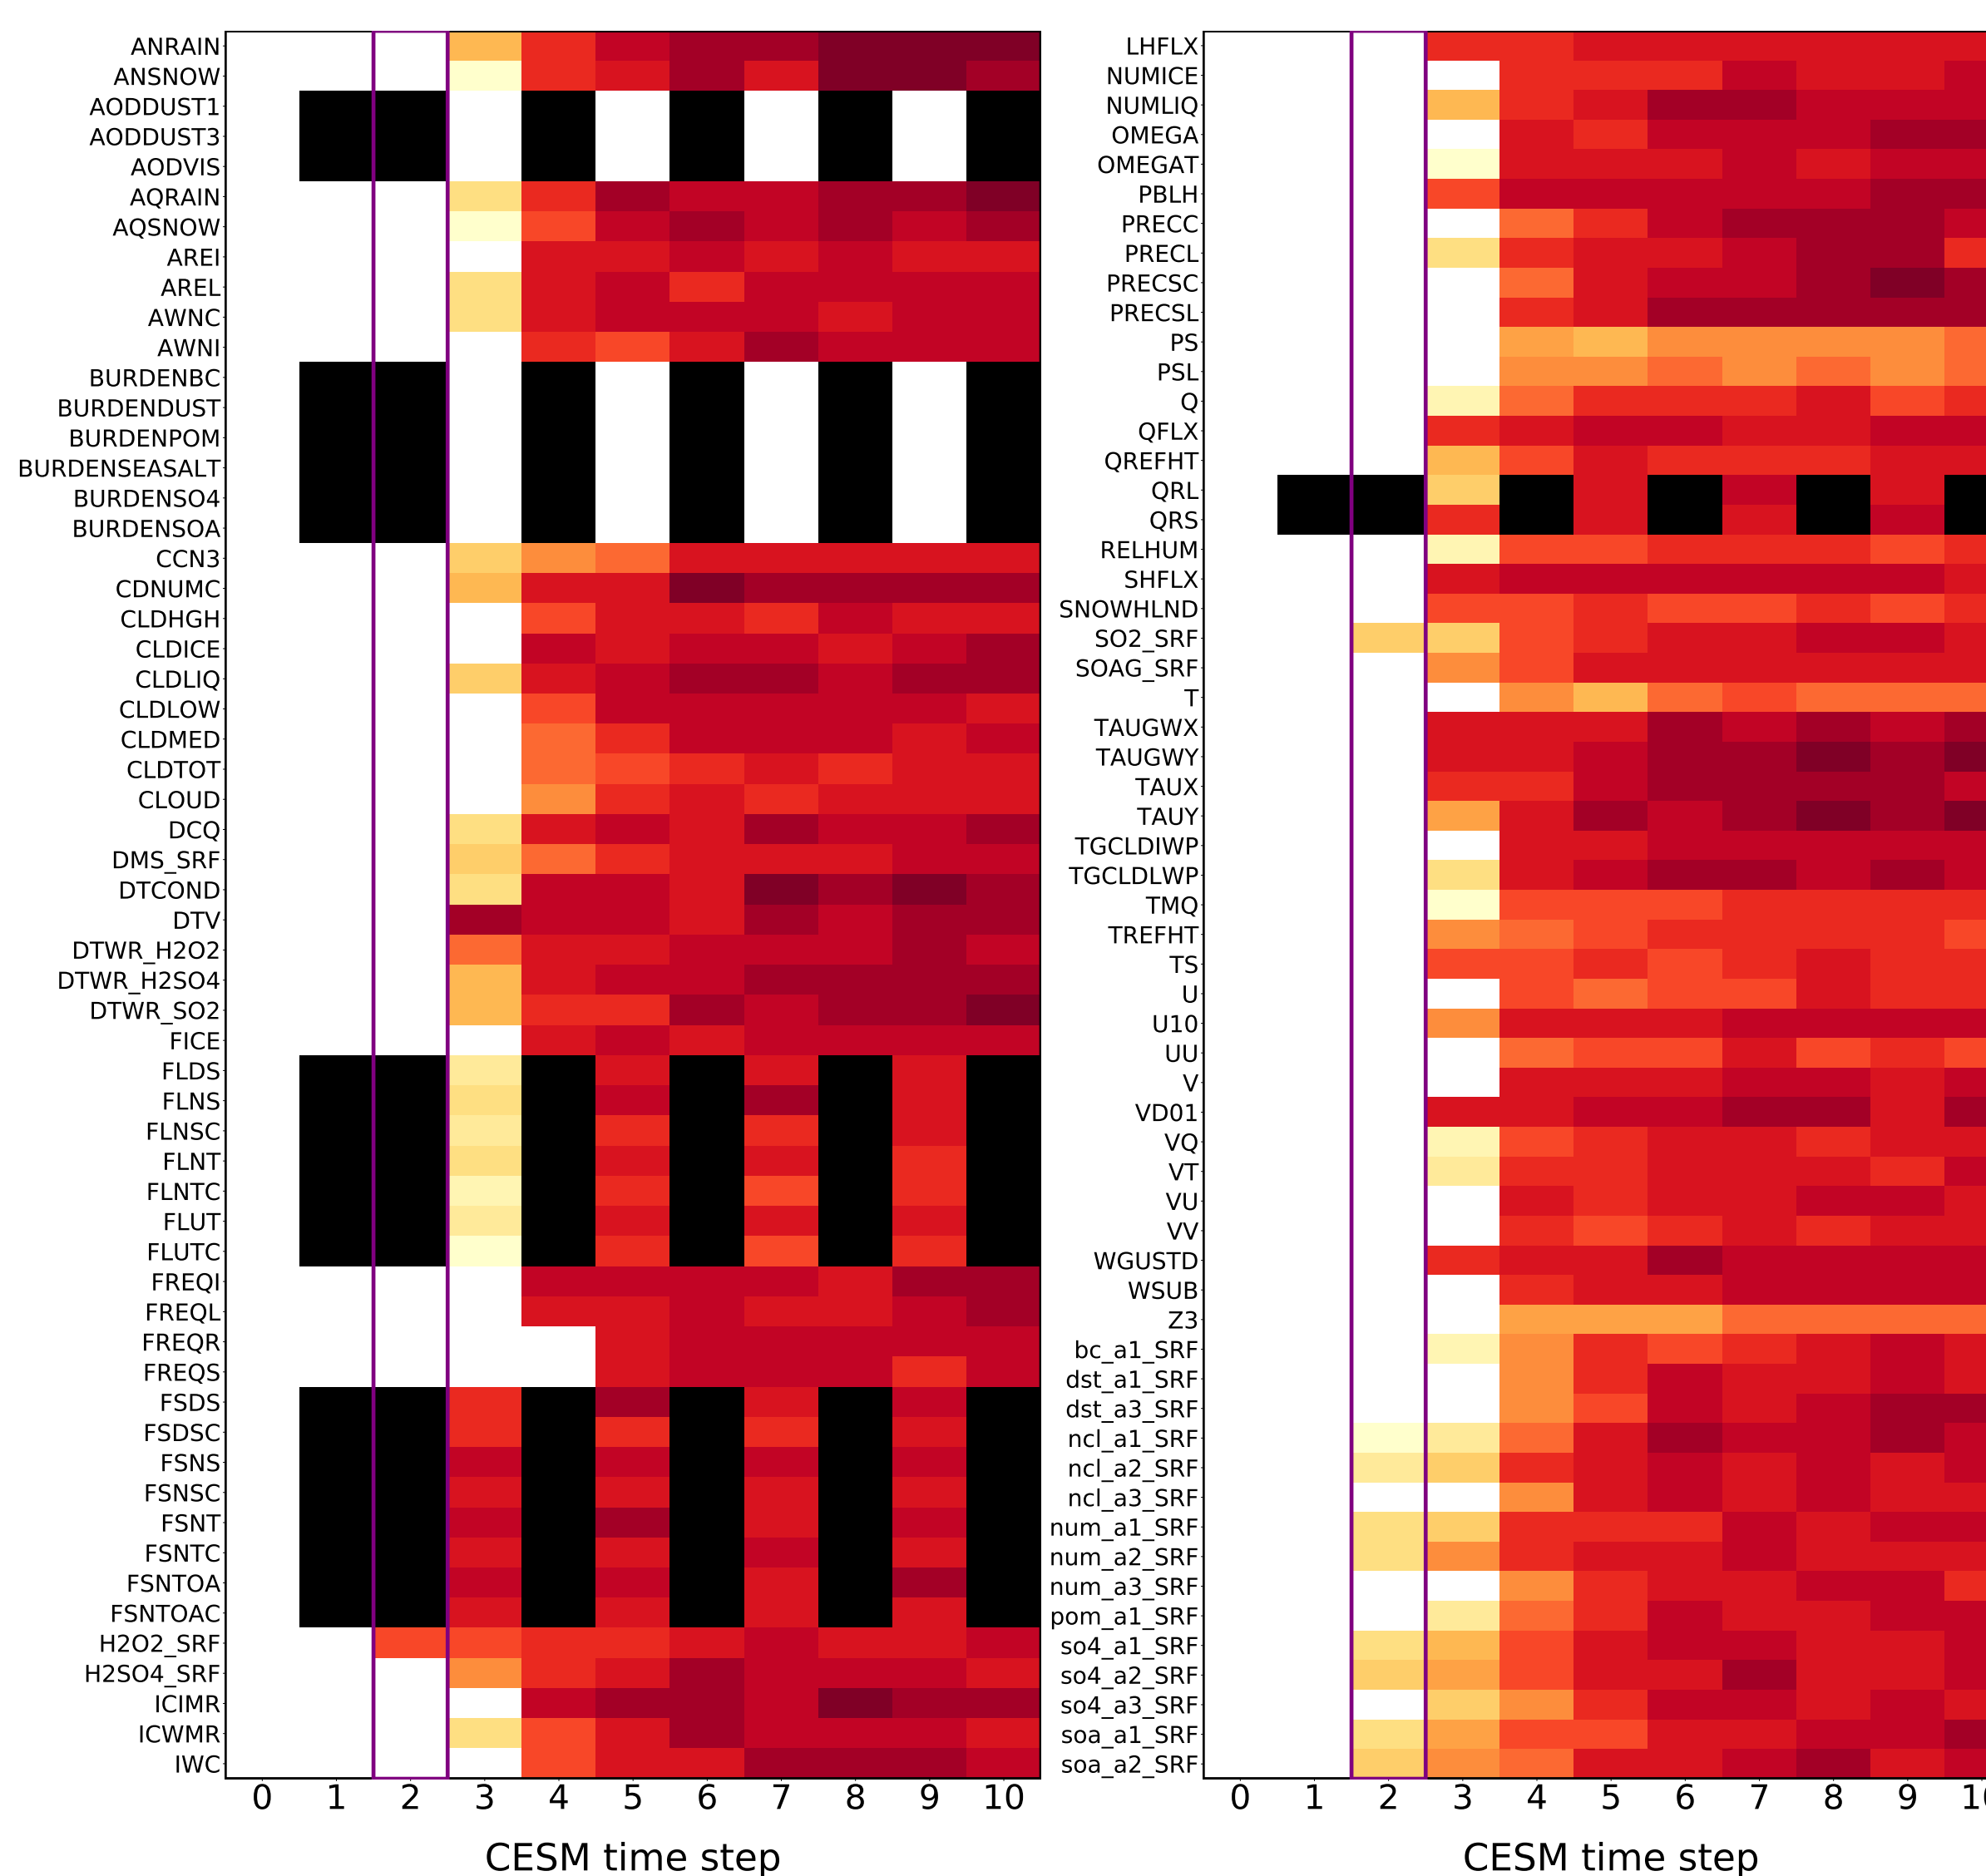 ANRAIN
ANSNOW
AODDUST1
AODDUST3
AODVIS
AQRAIN
AQSNOW
AREI
AREL
AWNC
AWNI
BURDENBC
BURDENDUST
BURDENPOM
BURDENSEASALT
BURDENSO4
BURDENSOA
CCN3
CDNUMC
CLDHGH
CLDICE
CLDLIQ
CLDLOW
CLDMED
CLDTOT
CLOUD
DCQ
DMS_SRF
DTCOND
DTV
DTWR_H2O2
DTWR_H2SO4
DTWR_SO2
FICE
FLDS
FLNS
FLNSC
FLNT
FLNTC
FLUT
FLUTC
FREQI
FREQL
FREQR
FREQS
FSDS
FSDSC
FSNS
FSNSC
FSNT
FSNTC
FSNTOA
FSNTOAC
H2O2_SRF
H2SO4_SRF
ICIMR
ICWMR
IWC
0 1 2 3 4 5 6 7 8 9 10
CESM time step
LHFLX
NUMICE
NUMLIQ
OMEGA
OMEGAT
PBLH
PRECC
PRECL
PRECSC
PRECSL
PS
PSL
Q
QFLX
QREFHT
QRL
QRS
RELHUM
SHFLX
SNOWHLND
SO2_SRF
SOAG_SRF
T
TAUGWX
TAUGWY
TAUX
TAUY
TGCLDIWP
TGCLDLWP
TMQ
TREFHT
TS
U
U10
UU
V
VD01
VQ
VT
VU
VV
WGUSTD
WSUB
Z3
bc_a1_SRF
dst_a1_SRF
dst_a3_SRF
ncl_a1_SRF
ncl_a2_SRF
ncl_a3_SRF
num_a1_SRF
num_a2_SRF
num_a3_SRF
pom_a1_SRF
so4_a1_SRF
so4_a2_SRF
so4_a3_SRF
soa_a1_SRF
soa_a2_SRF
0 1 2 3 4 5 6 7 8 9
CESM time step